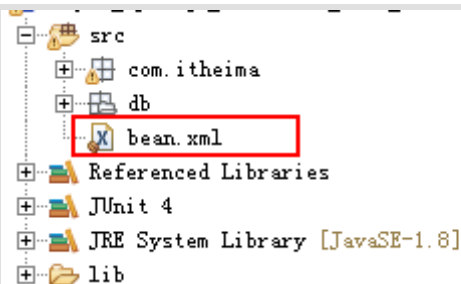 src
com.itheima
db
bean.xml
Referenced Libraries
JUnit 4
JRE System Library [JavaSE-1.8]
lib